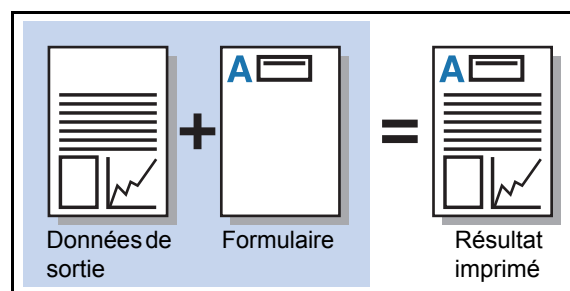 A
A
Données de
sortie
Formulaire
Résultat
imprimé